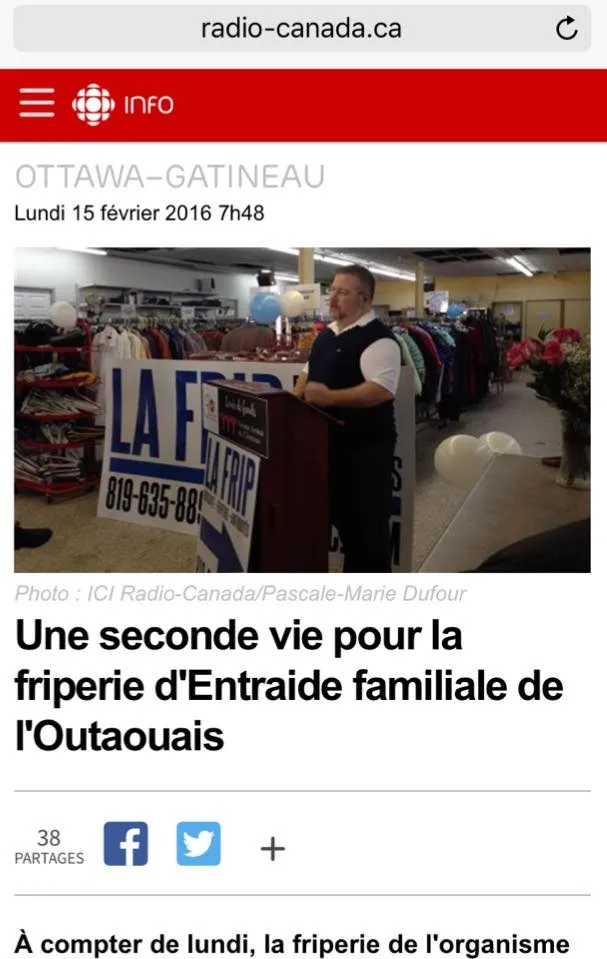 radio-canada.ca
INFO
OTTAWA–GATINEAU
Lundi 15 février 2016 7h48
LA FRIP
819-635-88
LA FRIP
Photo : ICI Radio-Canada/Pascale-Marie Dufour
Une seconde vie pour la
friperie d'Entraide familiale de
l'Outaouais
38
PARTAGES
À compter de lundi, la friperie de l'organisme